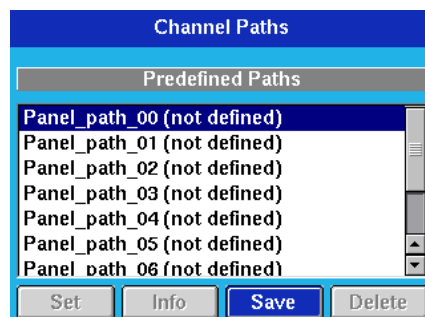 Channel Paths
Predefined Paths
Panel_path_00 (not defined)
Panel_path_01 (not defined)
Panel_path_02 (not defined)
Panel_path_03 (not defined)
Panel_path_04 (not defined)
Panel_path_05 (not defined)
Panel_path_06 (not defined)
Set Info Save Delete